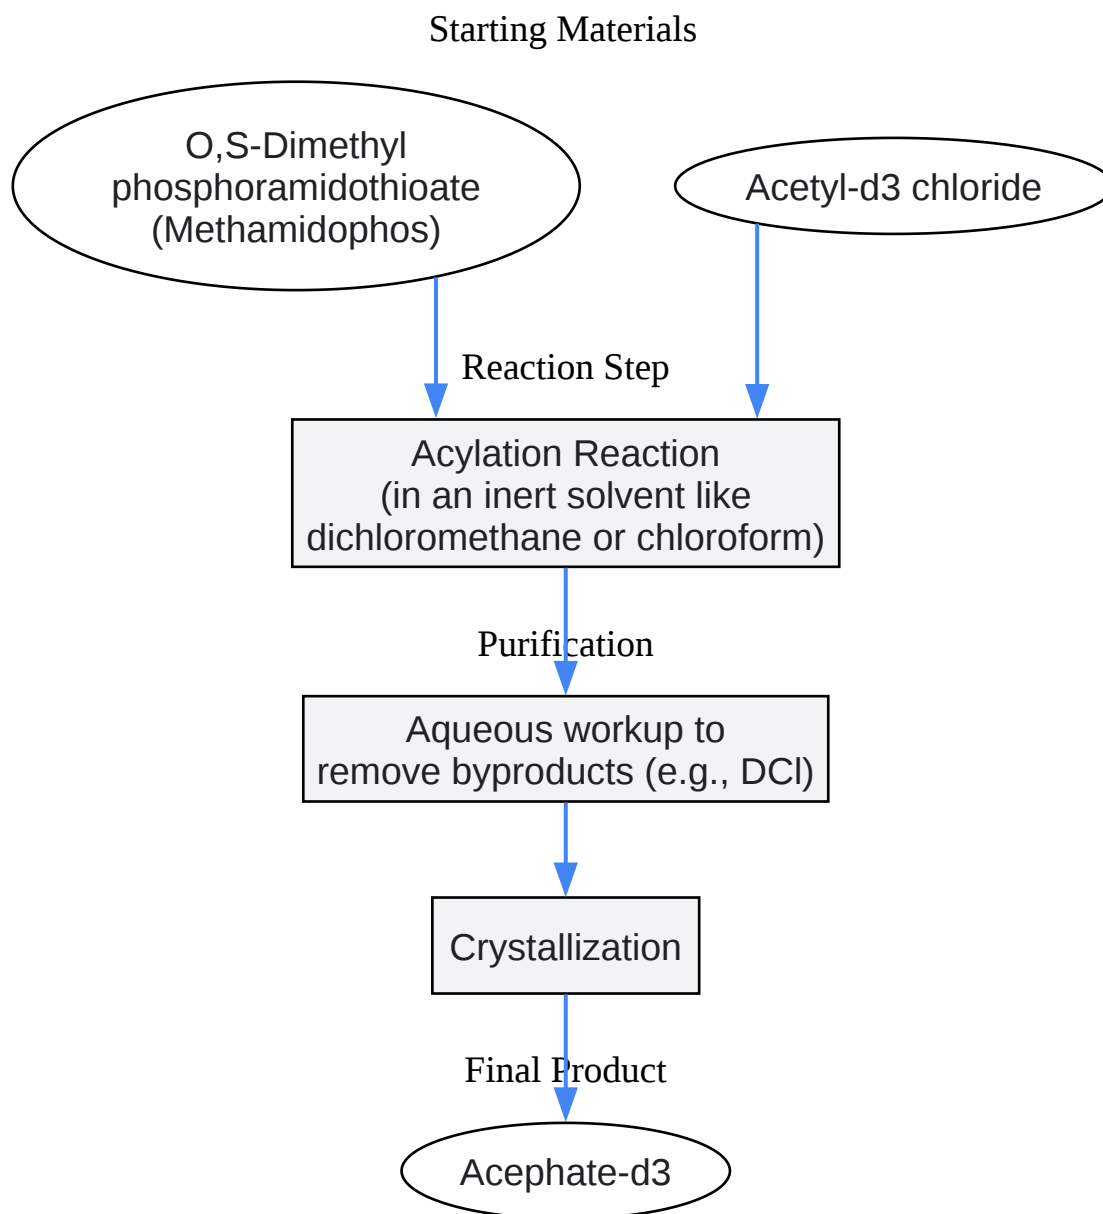 Starting Materials
O,S-Dimethyl
phosphoramidothioate
(Methamidophos)
Acetyl-d3 chloride
Reaction Step
Acylation Reaction
(in an inert solvent like
dichloromethane or chloroform)
Purification
Aqueous workup to
remove byproducts (e.g., DCl)
Crystallization
Final Product
Acephate-d3